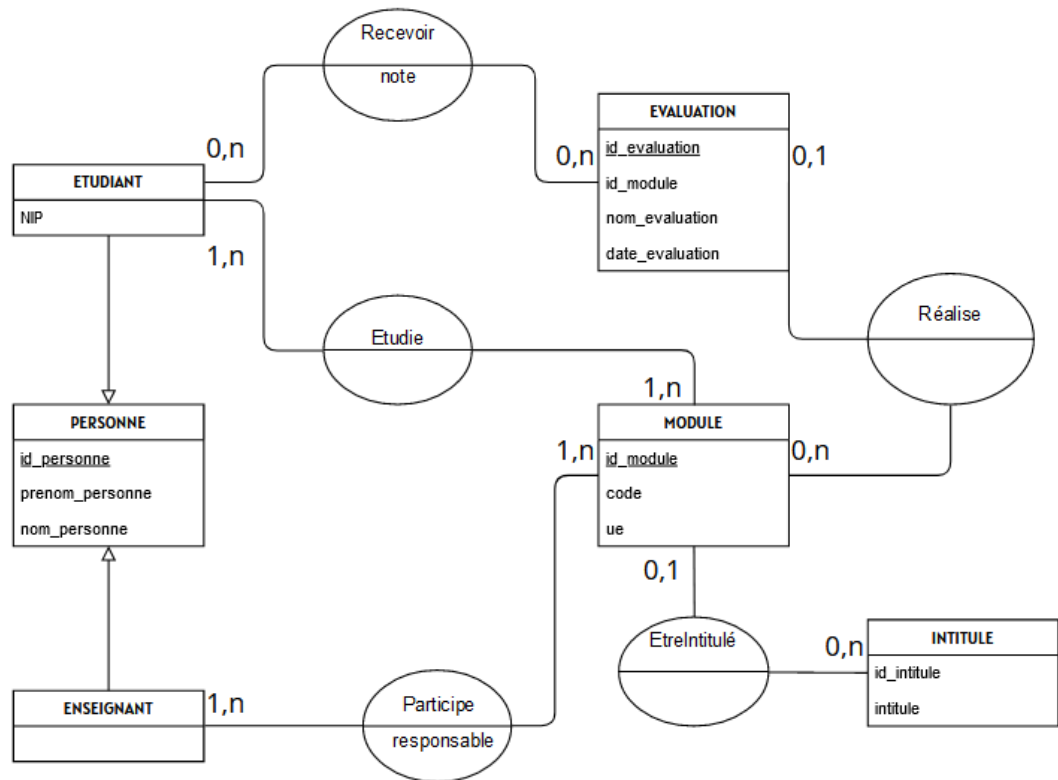 Recevoir
note
EVALUATION
id_evaluation
id_module
nom_evaluation
date_evaluation
0,n
0,n
0,1
ETUDIANT
NIP
1,n
Etudie
Réalise
1,n
PERSONNE
id_personne
prenom_personne
nom_personne
MODULE
id_module
code
ue
1,n
0,n
0,1
EtreIntitulé
0,n
INTITULE
id_intitule
intitule
ENSEIGNANT
1,n
Participe
responsable